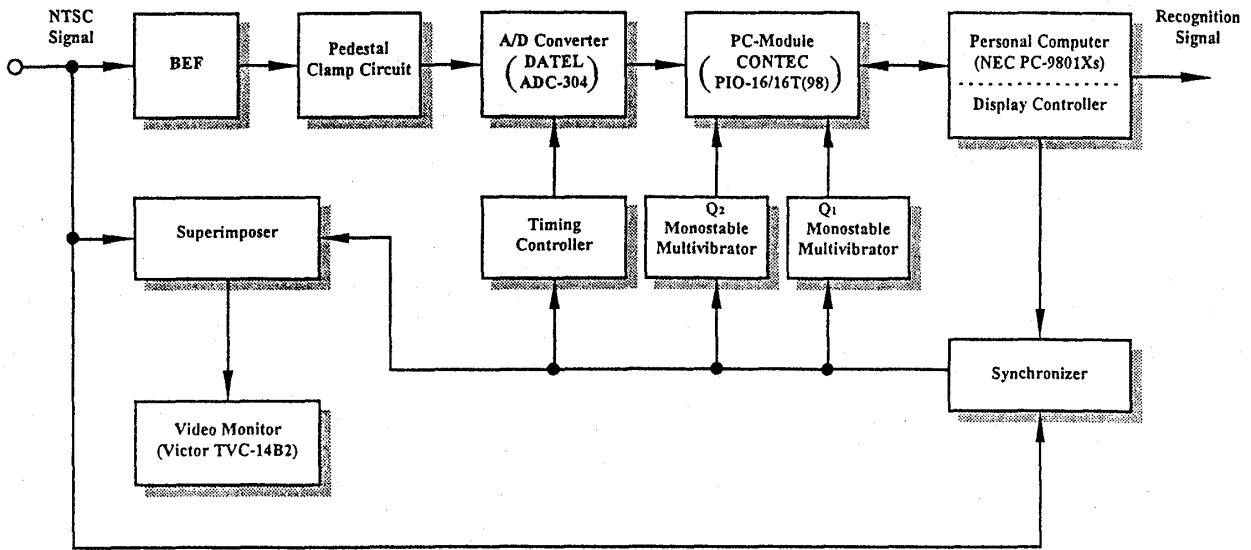 NTSC
Signal
BEF
Pedestal
Clamp Circuit
A/D Converter
( DATEL
ADC-304 )
PC-Module
( CONTEC
PIO-16/16T(98) )
Personal Computer
(NEC PC-9801Xs)
Display Controller
Recognition
Signal
Superimposer
Timing
Controller
Q2
Monostable
Multivibrator
Q1
Monostable
Multivibrator
Synchronizer
Video Monitor
(Victor TVC-14B2)